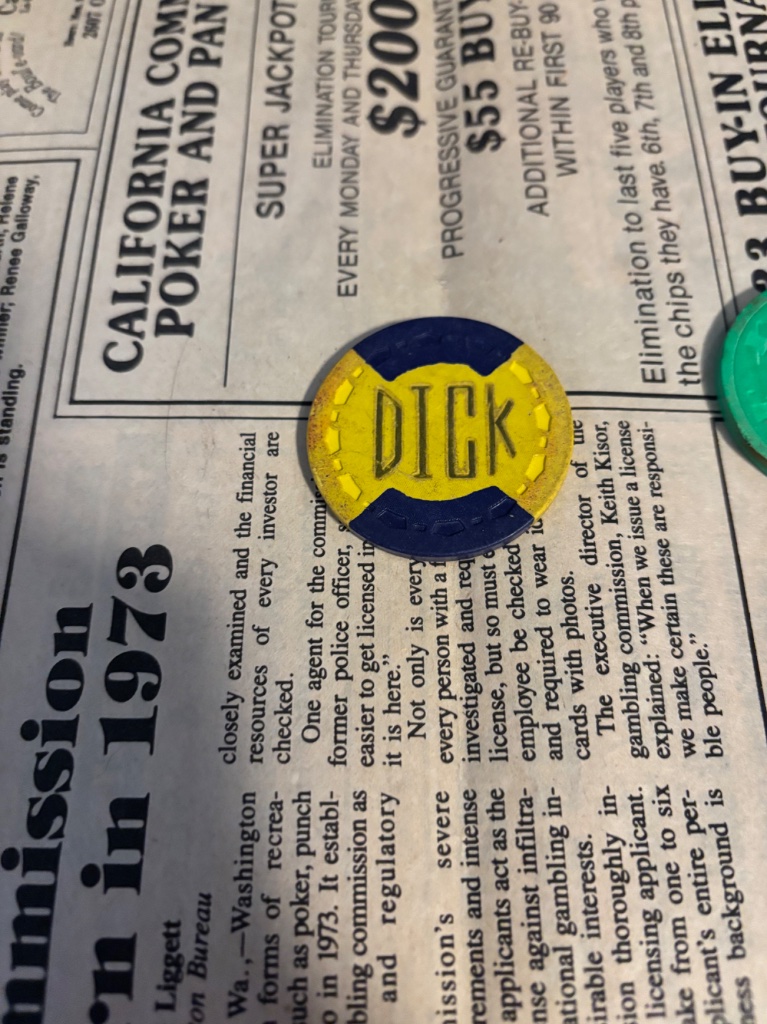 DICK
CALIFORNIA COM
POKER AND PAN
SUPER JACKPOT
ELIMINATION TOUR
EVERY MONDAY AND THURSDA
$200
PROGRESSIVE GUARANT
$55 BUY
ADDITIONAL RE-BUY-
WITHIN FIRST 90
Elimination to last five players who
the chips they have. 6th, 7th and 8th p
BUY-IN ELI
Renee Galloway,
is standing.
mmission
'n in 1973
Liggett
on Bureau
Wa.,—Washington
forms of recrea-
uch as poker, punch
o in 1973. It establ-
bling commission as
and regulatory
ission's severe
rements and intense
applicants act as the
nse against infiltra-
ational gambling in-
irable interests.
ion thoroughly in-
licensing applicant.
ake from one to six
plicant's entire per-
ness background is
closely examined and the financial
resources of every investor are
checked.
One agent for the commis
former police officer,
easier to get licensed in
it is here."
Not only is every
every person with a f
investigated and req
license, but so must
employee be checked
and required to wear
cards with photos.
The executive director of the
gambling commission, Keith Kisor,
explained: "When we issue a license
we make certain these are responsi-
ble people."